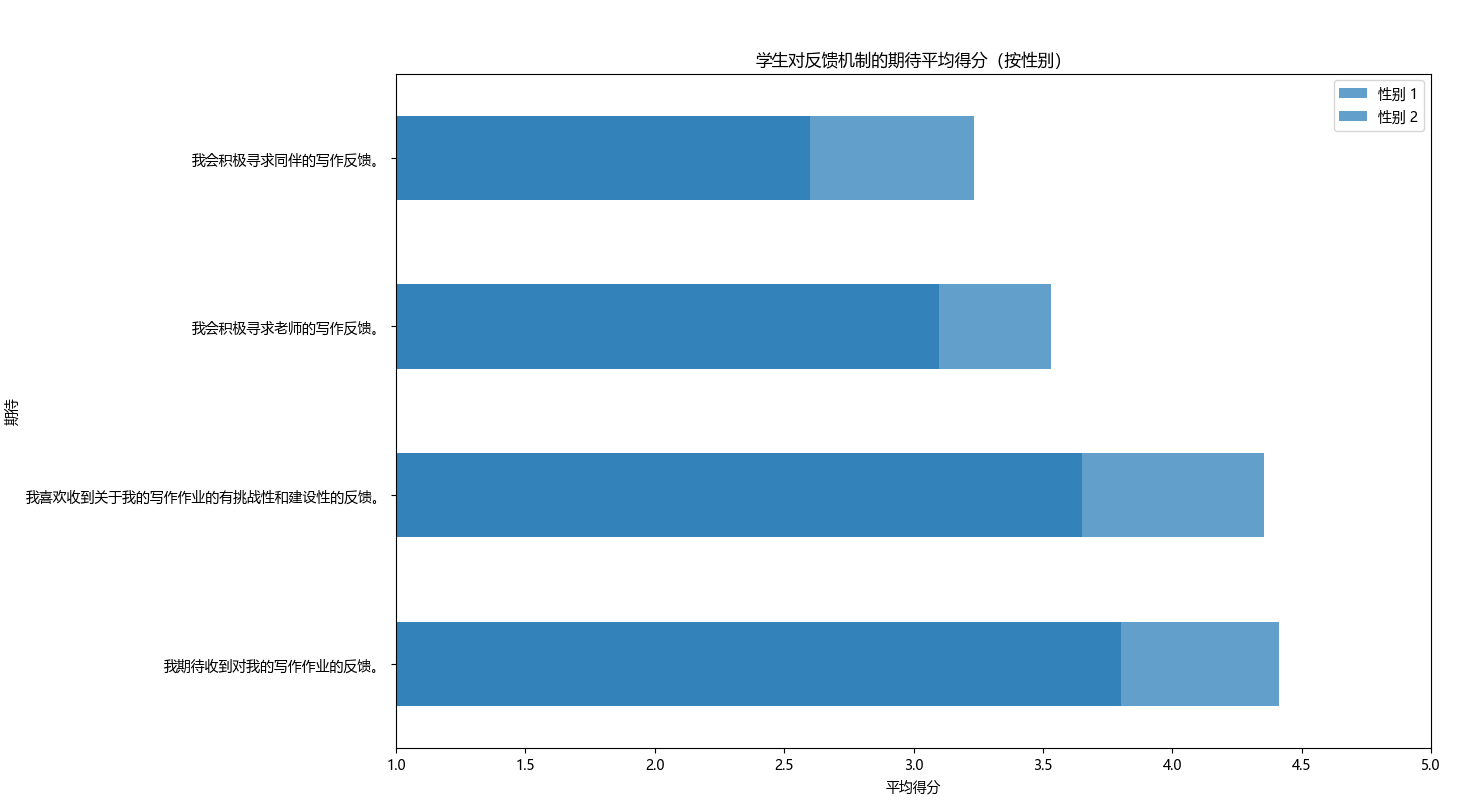 学生对反馈机制的期待平均得分（按性别）
性别 1
性别 2
我会积极寻求同伴的写作反馈。
我会积极寻求老师的写作反馈。
我喜欢收到关于我的写作作业的有挑战性和建设性的反馈。
我期待收到对我的写作作业的反馈。
期待
1.0 1.5 2.0 2.5 3.0 3.5 4.0 4.5 5.0
平均得分